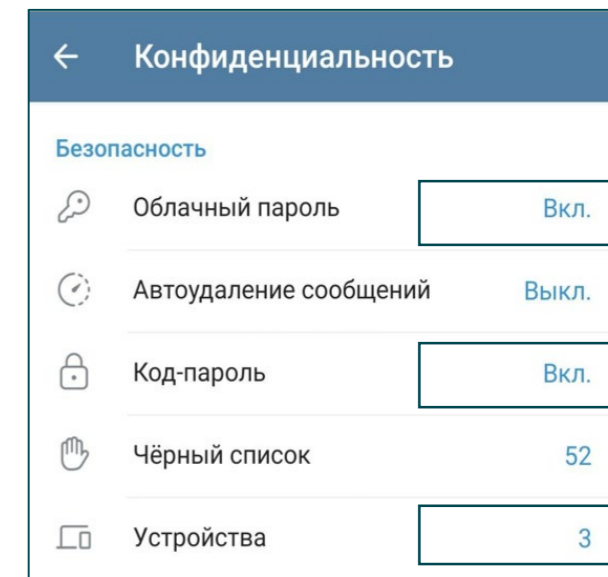 Конфиденциальность
Безопасность
Облачный пароль Вкл.
Автоудаление сообщений Выкл.
Код-пароль Вкл.
Чёрный список 52
Устройства 3